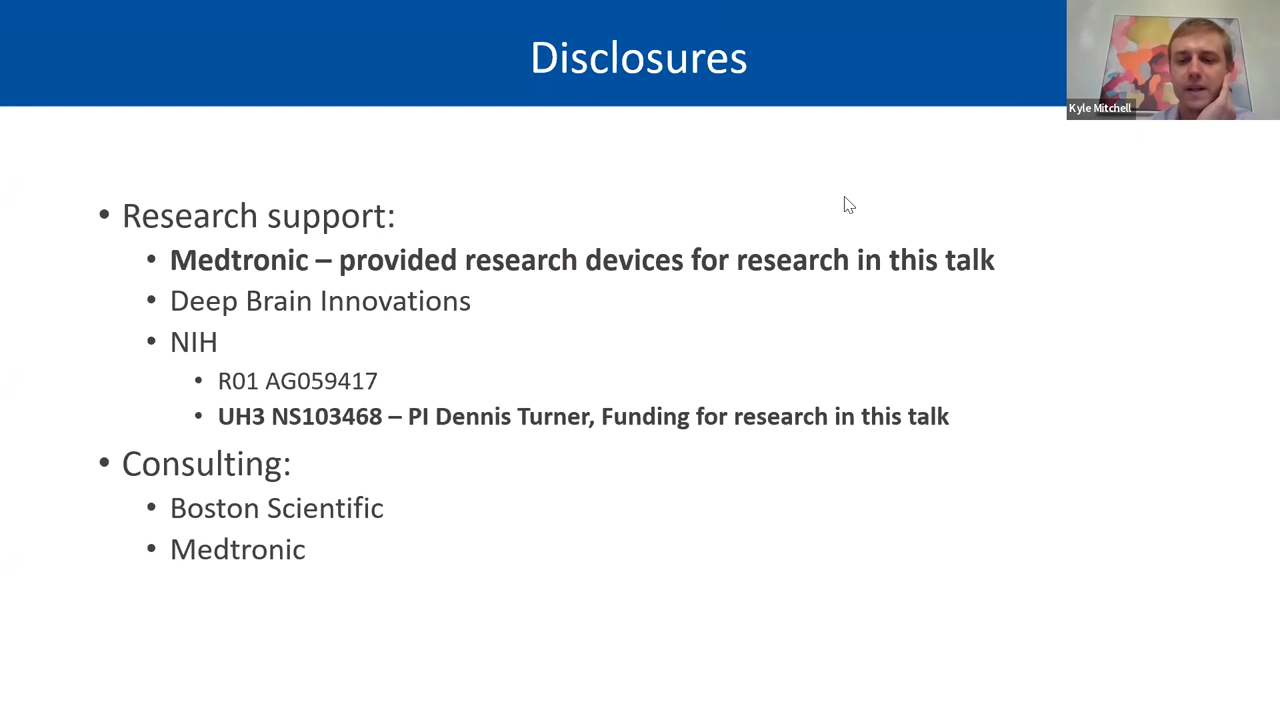 Disclosures
Kyle Mitchell
• Research support:
• Medtronic – provided research devices for research in this talk
• Deep Brain Innovations
• NIH
• R01 AG059417
• UH3 NS103468 – PI Dennis Turner, Funding for research in this talk
• Consulting:
• Boston Scientific
• Medtronic